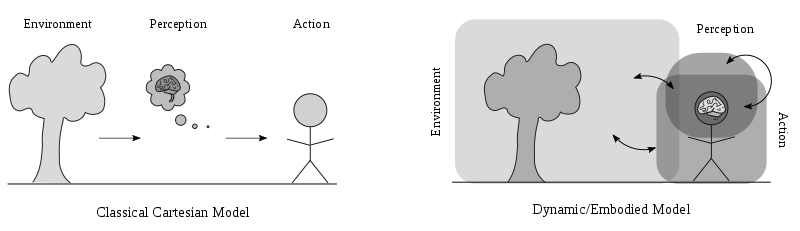 Environment
Perception
Action
Classical Cartesian Model
Perception
Environment
Action
Dynamic/Embodied Model